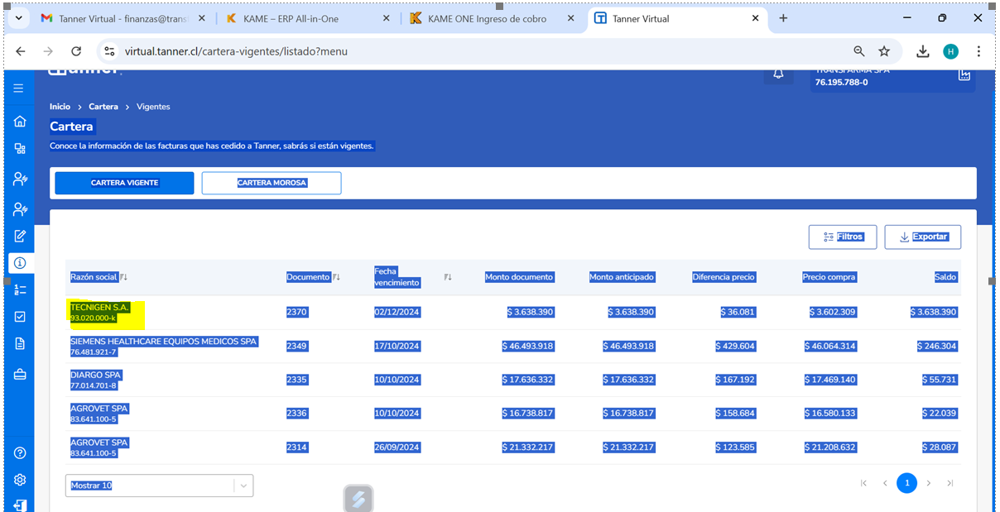 Tanner Virtual - finanzas@trans
KAME – ERP All-in-One
KAME ONE Ingreso de cobro
Tanner Virtual
virtual.tanner.cl/cartera-vigentes/listado?menu
H
Tanner
TRANSFARMA SPA
76.195.788-0
Inicio > Cartera > Vigentes
Cartera
Conoce la información de las facturas que has cedido a Tanner, sabrás si están vigentes.
CARTERA VIGENTE CARTERA MOROSA
Filtros Exportar
Razón social Documento Fecha vencimiento Monto documento Monto anticipado Diferencia precio Precio compra Saldo
TECNIGEN S.A.
93.020.000-k
2370 02/12/2024 $ 3.638.390 $ 3.638.390 $ 36.081 $ 3.602.309 $ 3.638.390
SIEMENS HEALTHCARE EQUIPOS MEDICOS SPA
76.481.921-7
2349 17/10/2024 $ 46.493.918 $ 46.493.918 $ 429.604 $ 46.064.314 $ 246.304
DIARGO SPA
77.014.701-8
2335 10/10/2024 $ 17.636.332 $ 17.636.332 $ 167.192 $ 17.469.140 $ 55.731
AGROVET SPA
83.641.100-5
2336 10/10/2024 $ 16.738.817 $ 16.738.817 $ 158.684 $ 16.580.133 $ 22.039
AGROVET SPA
83.641.100-5
2314 26/09/2024 $ 21.332.217 $ 21.332.217 $ 123.585 $ 21.208.632 $ 28.087
Mostrar 10
1